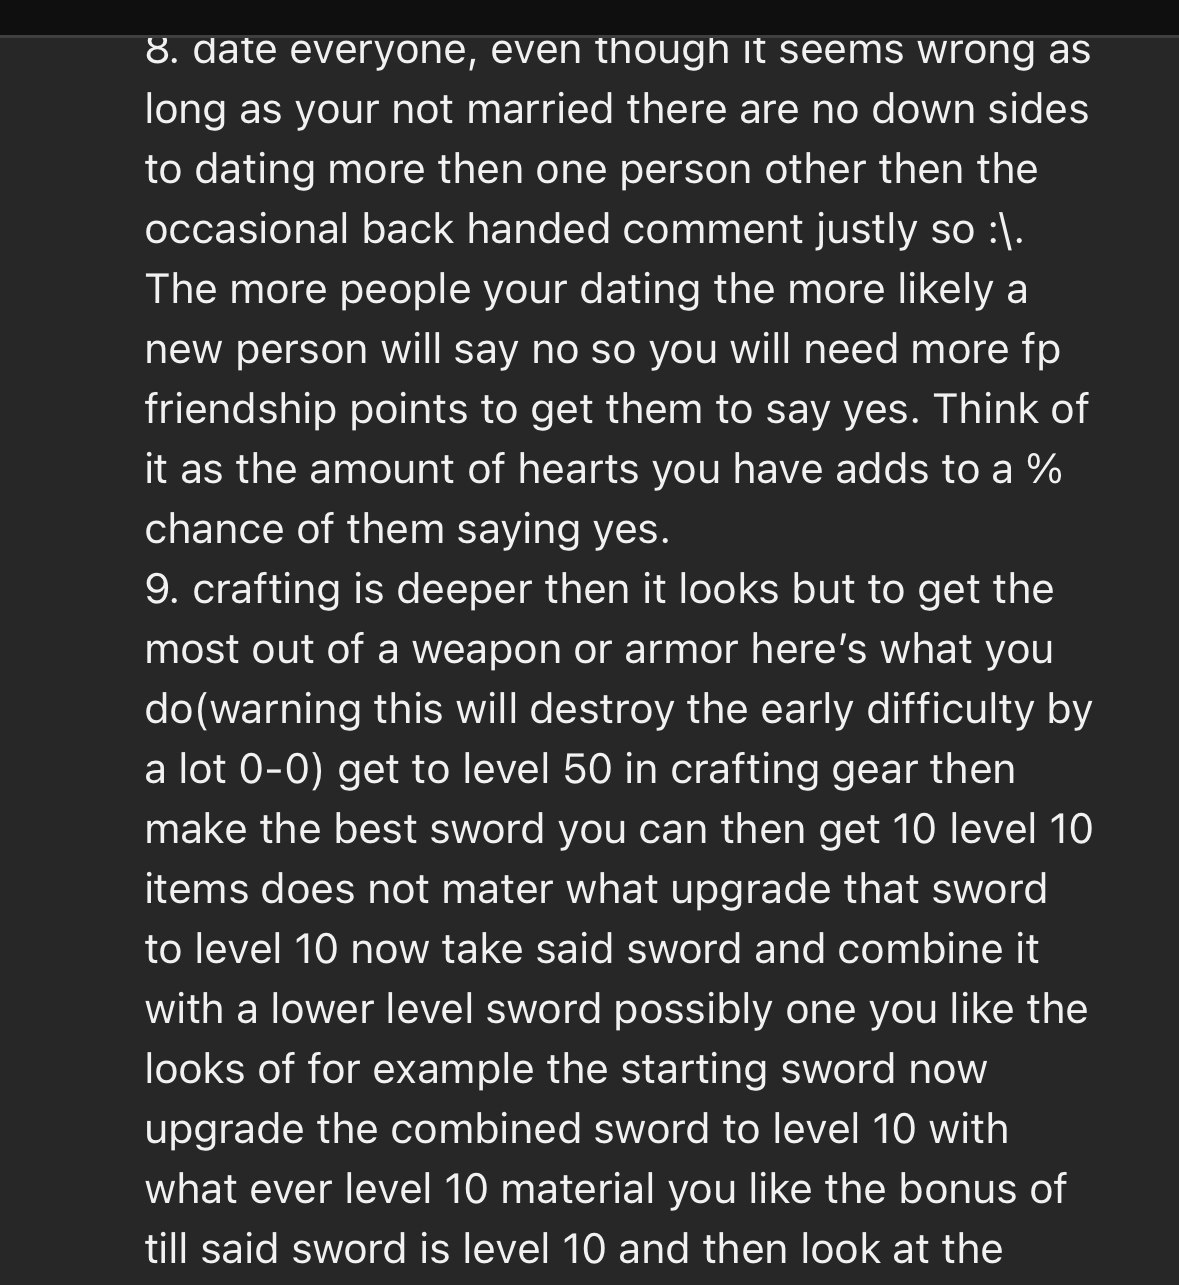 8. date everyone, even though it seems wrong as
long as your not married there are no down sides
to dating more then one person other then the
occasional back handed comment justly so :\.
The more people your dating the more likely a
new person will say no so you will need more fp
friendship points to get them to say yes. Think of
it as the amount of hearts you have adds to a %
chance of them saying yes.
9. crafting is deeper then it looks but to get the
most out of a weapon or armor here’s what you
do(warning this will destroy the early difficulty by
a lot 0-0) get to level 50 in crafting gear then
make the best sword you can then get 10 level 10
items does not mater what upgrade that sword
to level 10 now take said sword and combine it
with a lower level sword possibly one you like the
looks of for example the starting sword now
upgrade the combined sword to level 10 with
what ever level 10 material you like the bonus of
till said sword is level 10 and then look at the